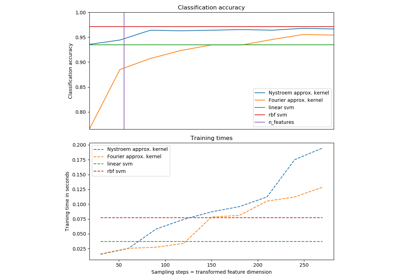 Classification accuracy
1.00
0.95
0.90
0.85
0.80
Classification accuracy
Nystroem approx. kernel
Fourier approx. kernel
linear svm
rbf svm
n_features
Training times
0.200
0.175
0.150
0.125
0.100
0.075
0.050
0.025
Training time in seconds
Nystroem approx. kernel
Fourier approx. kernel
linear svm
rbf svm
50 100 150 200 250
Sampling steps = transformed feature dimension